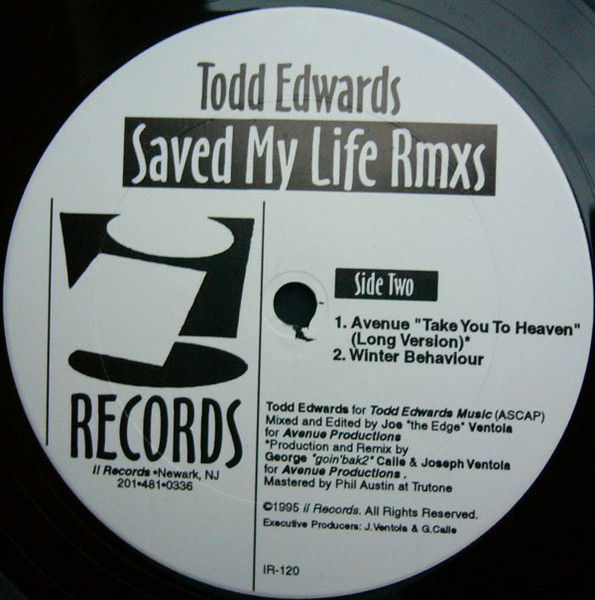 Todd Edwards
Saved My Life Rmxs
Side Two
1. Avenue "Take You To Heaven"
(Long Version)*
2. Winter Behaviour
RECORDS
i! Records •Newark, NJ
201•481•0336
Todd Edwards for Todd Edwards Music (ASCAP)
Mixed and Edited by Joe "the Edge" Ventola
for Avenue Productions
*Production and Remix by
George "goin'bak2" Calle & Joseph Ventola
for Avenue Productions .
Mastered by Phil Austin at Trutone
©1995 i! Records. All Rights Reserved.
Executive Producers: J.Ventola & G.Calle
IR-120